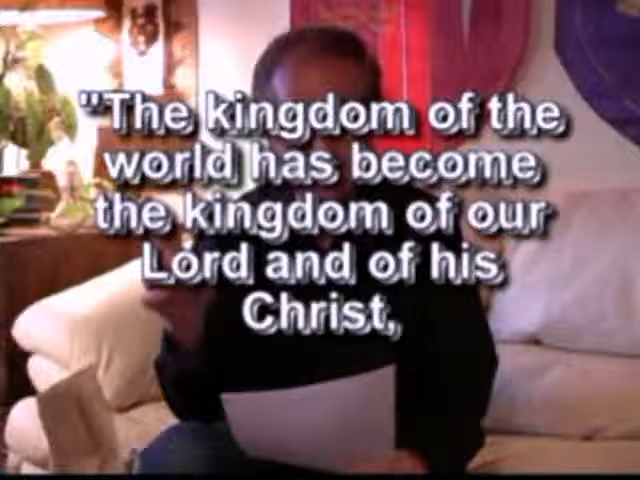 "The kingdom of the
world has become
the kingdom of our
Lord and of his
Christ,